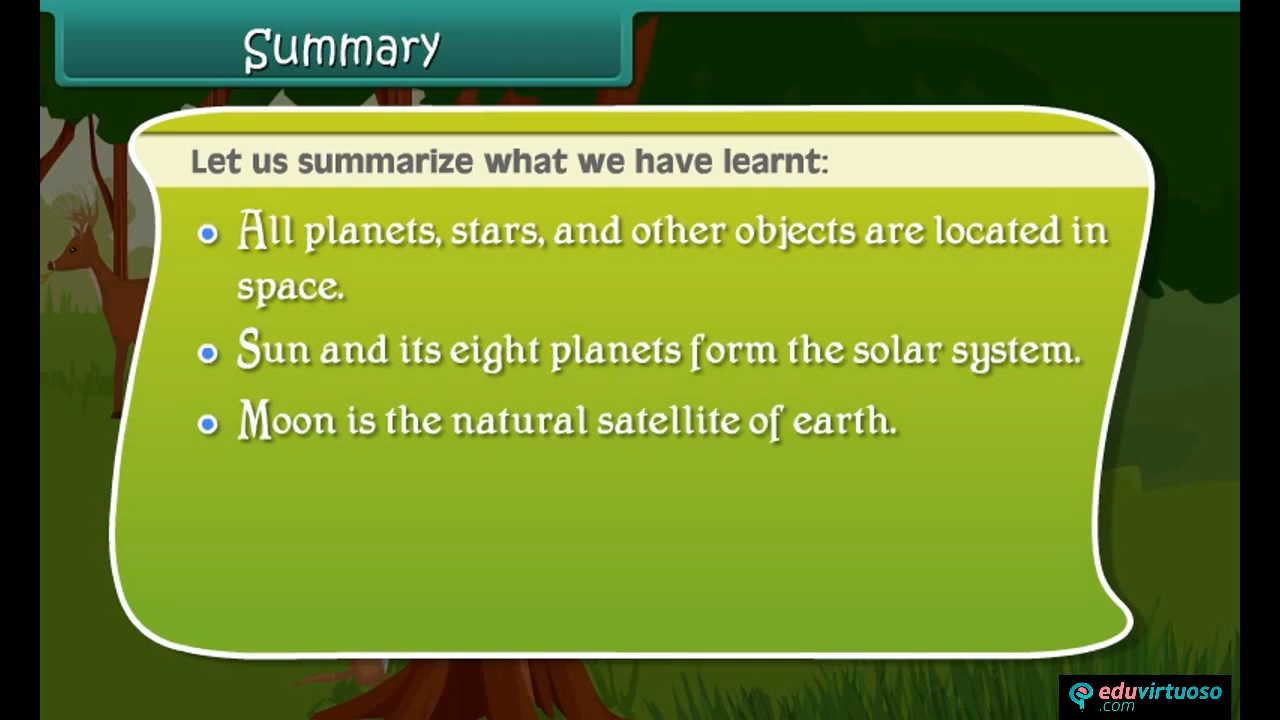 Summary
Let us summarize what we have learnt:
All planets, stars, and other objects are located in
space.
Sun and its eight planets form the solar system.
Moon is the natural satellite of earth.
eduvirtuoso
.com